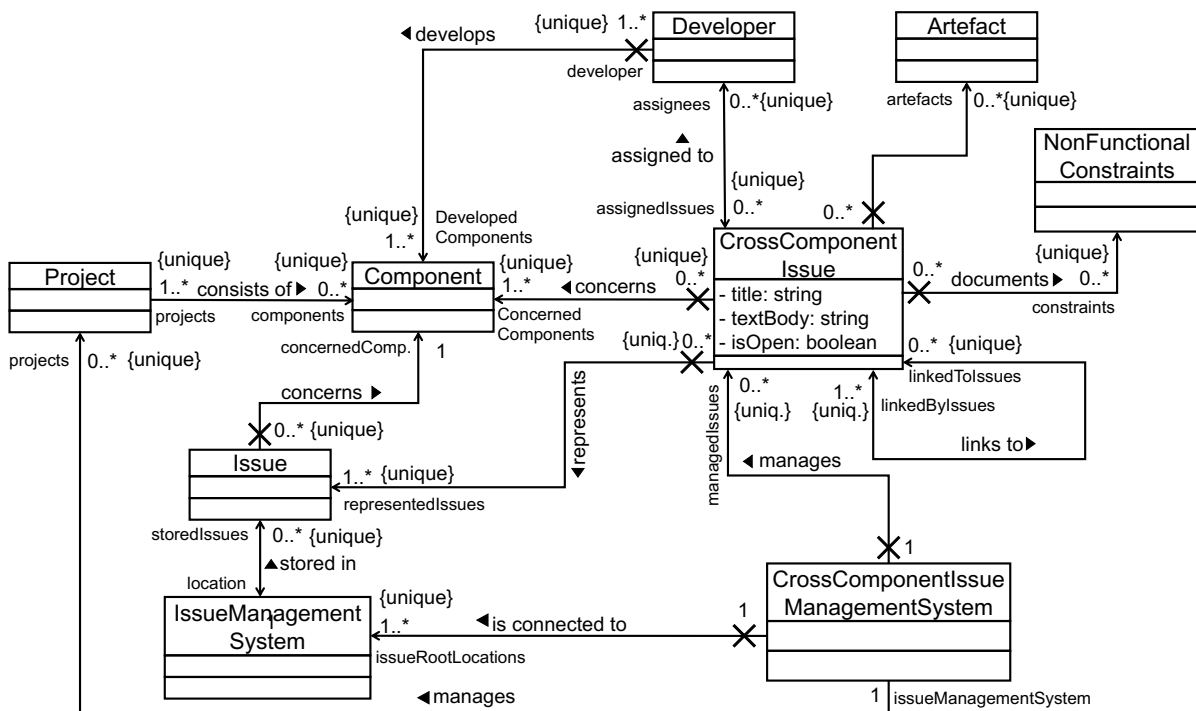 {unique} 1..*
◄ develops
developer
Developer
Artefact
assignees
0..*{unique}
artefacts
0..*{unique}
▲
assigned to
NonFunctional
Constraints
{unique}
assignedIssues 0..*
0..*
{unique}
1..*
Developed
Components
CrossComponent
Issue
- title: string
- textBody: string
- isOpen: boolean
Project
{unique}
1..*
projects
consists of ►
{unique}
0..*
components
Component
{unique}
1..*
Concerned
Components
◄ concerns
{unique}
0..*
0..*
documents ►
{unique}
0..*
constraints
projects
0..* {unique}
concernedComp.
1
{uniq.} 0..*
0..* {unique}
linkedToIssues
concerns ►
represents ►
managedIssues
0..*
{uniq.}
1..*
{uniq.}
linkedByIssues
links to ►
0..* {unique}
Issue
1..* {unique}
representedIssues
◄ manages
storedIssues
0..* {unique}
▲ stored in
location
1
1
CrossComponentIssue
ManagementSystem
IssueManagement
System
{unique}
1..*
issueRootLocations
◄ is connected to
1
◄ manages
1
issueManagementSystem